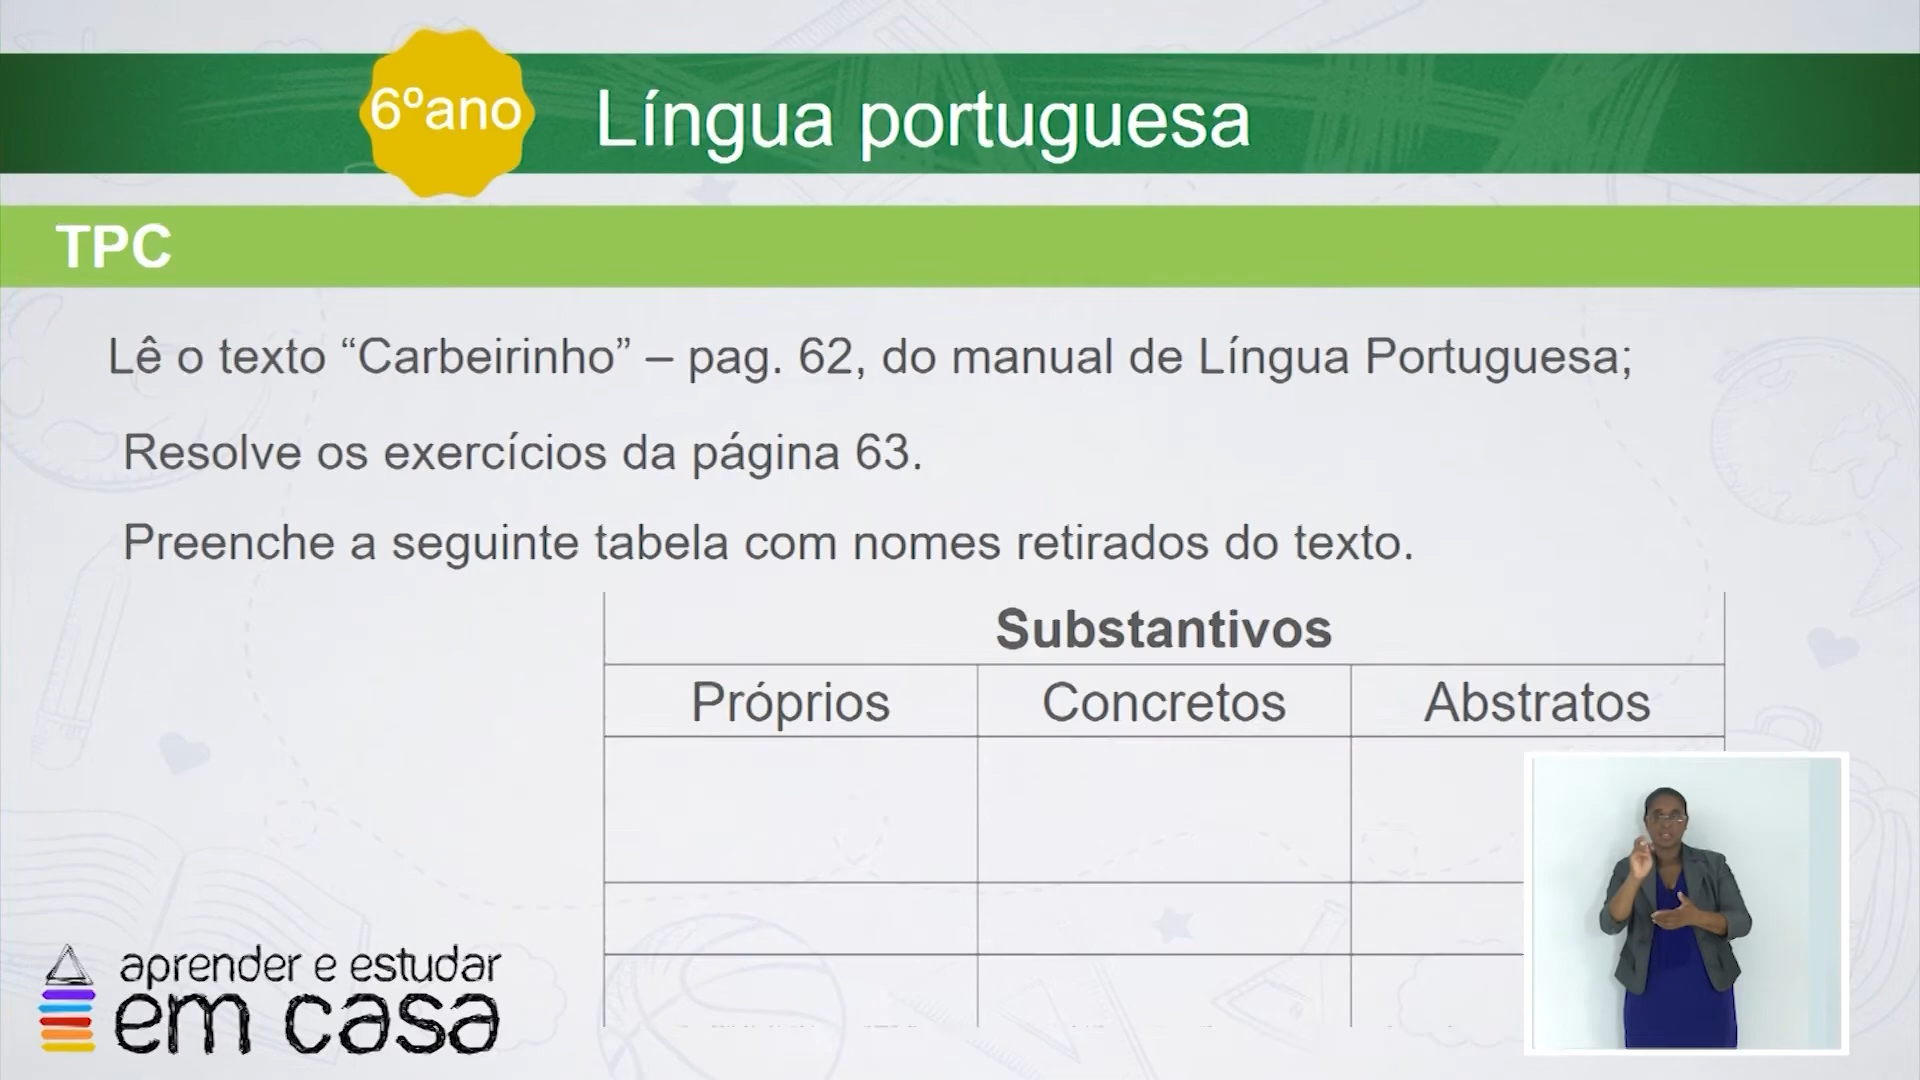 6ºano
Língua portuguesa
TPC
Lê o texto “Carbeirinho” – pag. 62, do manual de Língua Portuguesa;
Resolve os exercícios da página 63.
Preenche a seguinte tabela com nomes retirados do texto.
Substantivos
Próprios
Concretos
Abstratos
aprender e estudar
em casa